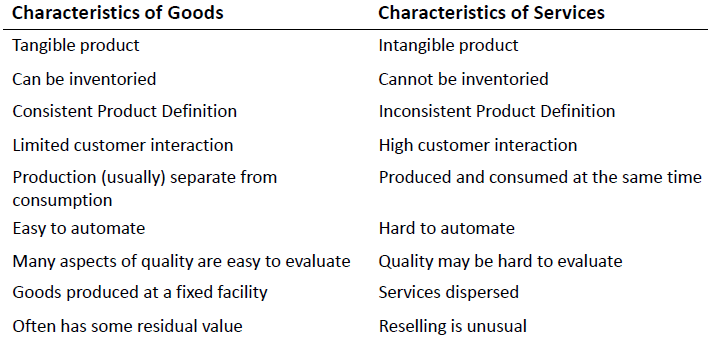 Characteristics of Goods Characteristics of Services
Tangible product Intangible product
Can be inventoried Cannot be inventoried
Consistent Product Definition Inconsistent Product Definition
Limited customer interaction High customer interaction
Production (usually) separate from Produced and consumed at the same time
consumption
Easy to automate Hard to automate
Many aspects of quality are easy to evaluate Quality may be hard to evaluate
Goods produced at a fixed facility Services dispersed
Often has some residual value Reselling is unusual